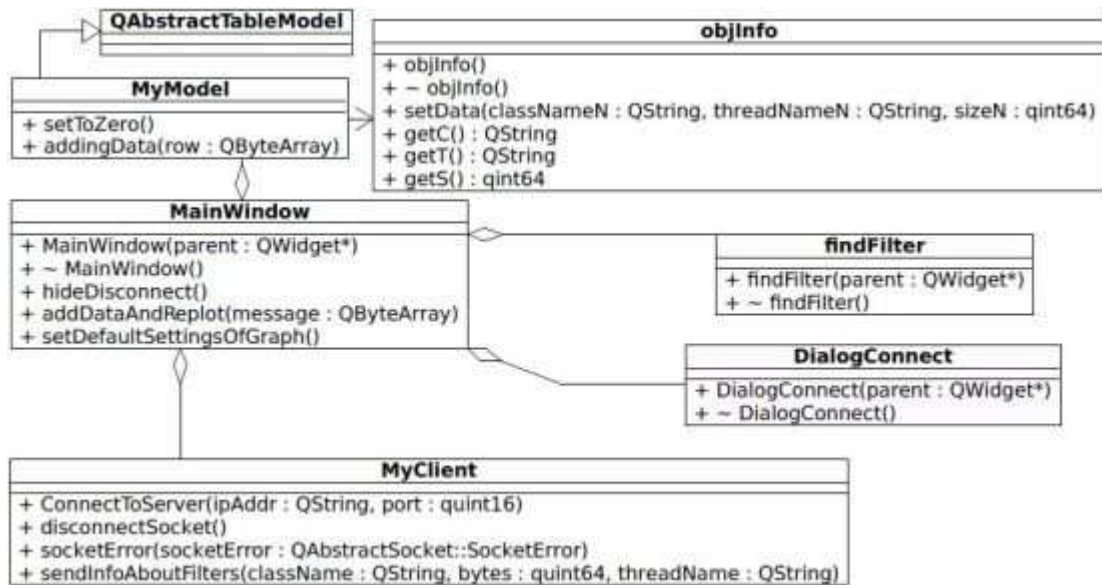 QAbstractTableModel
objInfo
+ objInfo()
+ ~ objInfo()
+ setData(classNameN : QString, threadNameN : QString, sizeN : qint64)
+ getC() : QString
+ getT() : QString
+ getS() : qint64
MyModel
+ setToZero()
+ addingData(row : QByteArray)
MainWindow
+ MainWindow(parent : QWidget*)
+ ~ MainWindow()
+ hideDisconnect()
+ addDataAndReplot(message : QByteArray)
+ setDefaultSettingsOfGraph()
findFilter
+ findFilter(parent : QWidget*)
+ ~ findFilter()
DialogConnect
+ DialogConnect(parent : QWidget*)
+ ~ DialogConnect()
MyClient
+ ConnectToServer(ipAddr : QString, port : quint16)
+ disconnectSocket()
+ socketError(socketError : QAbstractSocket::SocketError)
+ sendInfoAboutFilters(className : QString, bytes : quint64, threadName : QString)